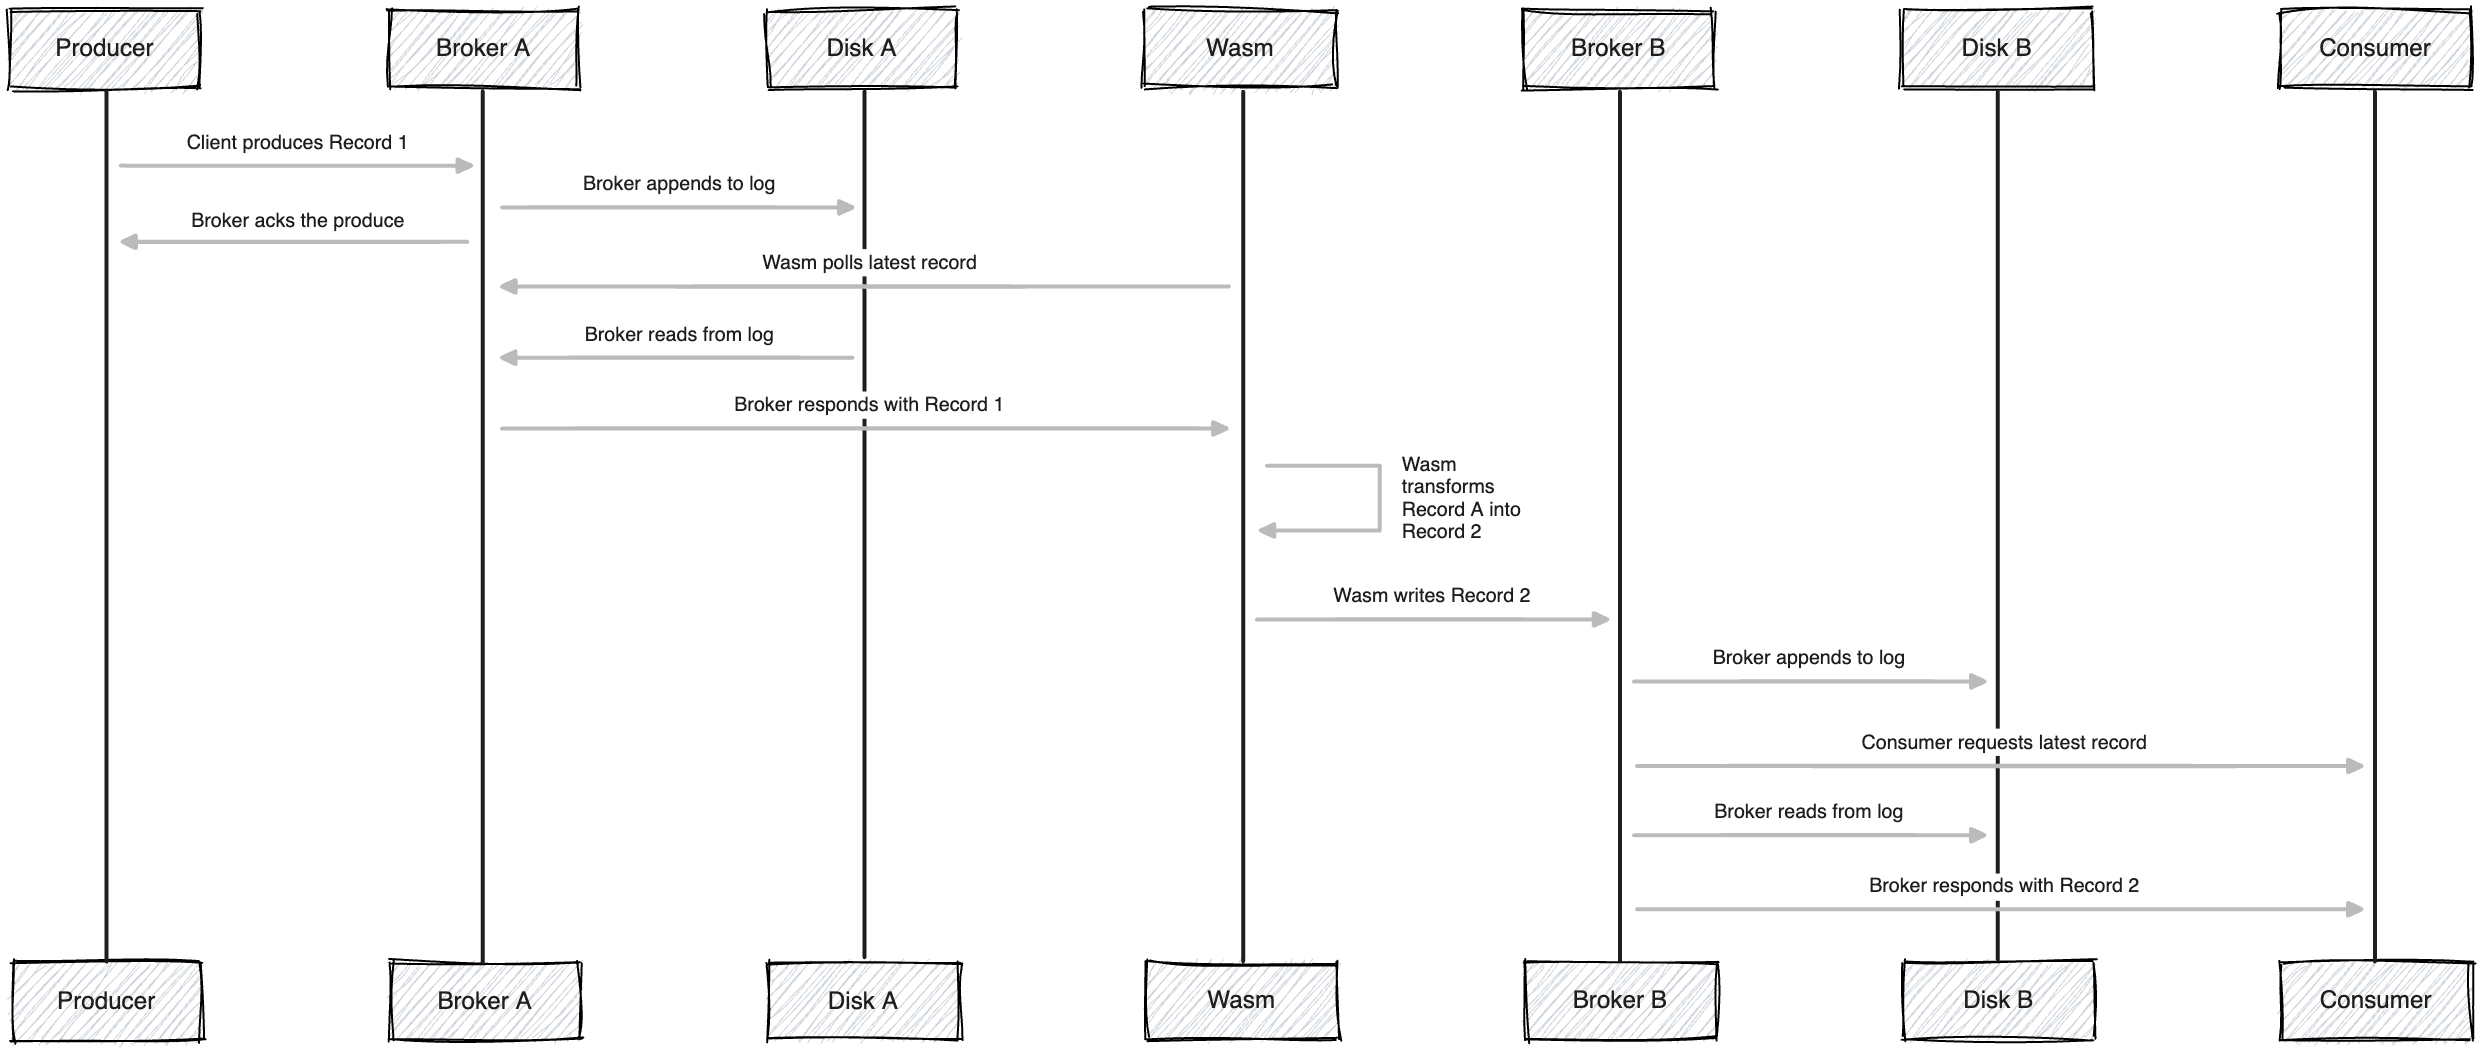 Producer
Broker A
Disk A
Wasm
Broker B
Disk B
Consumer
Client produces Record 1
Broker appends to log
Broker acks the produce
Wasm polls latest record
Broker reads from log
Broker responds with Record 1
Wasm
transforms
Record A into
Record 2
Wasm writes Record 2
Broker appends to log
Consumer requests latest record
Broker reads from log
Broker responds with Record 2
Producer
Broker A
Disk A
Wasm
Broker B
Disk B
Consumer